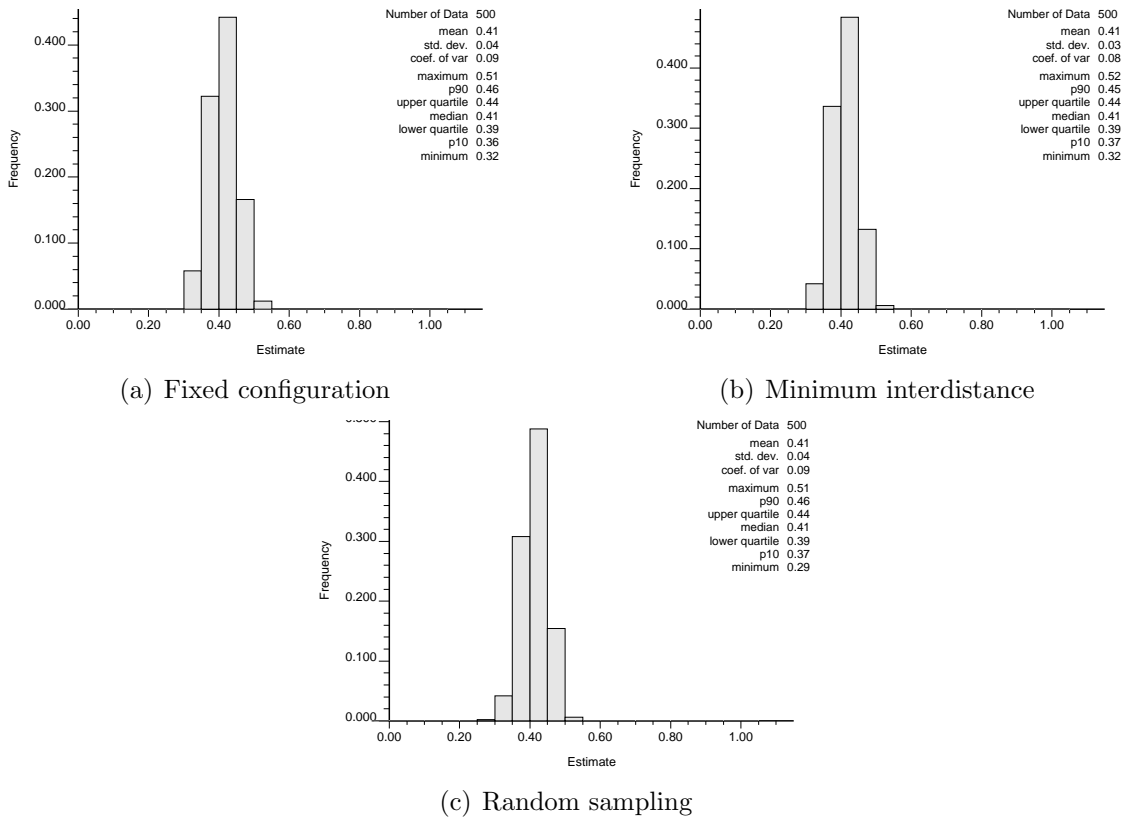 Number of Data 500
mean 0.41
std. dev. 0.04
coef. of var 0.09
maximum 0.51
p90 0.46
upper quartile 0.44
median 0.41
lower quartile 0.39
p10 0.36
minimum 0.32
Frequency
0.400
0.300
0.200
0.100
0.000
0.00 0.20 0.40 0.60 0.80 1.00
Estimate
(a) Fixed configuration
Number of Data 500
mean 0.41
std. dev. 0.03
coef. of var 0.08
maximum 0.52
p90 0.45
upper quartile 0.44
median 0.41
lower quartile 0.39
p10 0.37
minimum 0.32
Frequency
0.400
0.300
0.200
0.100
0.000
0.00 0.20 0.40 0.60 0.80 1.00
Estimate
(b) Minimum interdistance
Number of Data 500
mean 0.41
std. dev. 0.04
coef. of var 0.09
maximum 0.51
p90 0.46
upper quartile 0.44
median 0.41
lower quartile 0.39
p10 0.37
minimum 0.29
Frequency
0.400
0.300
0.200
0.100
0.000
0.00 0.20 0.40 0.60 0.80 1.00
Estimate
(c) Random sampling